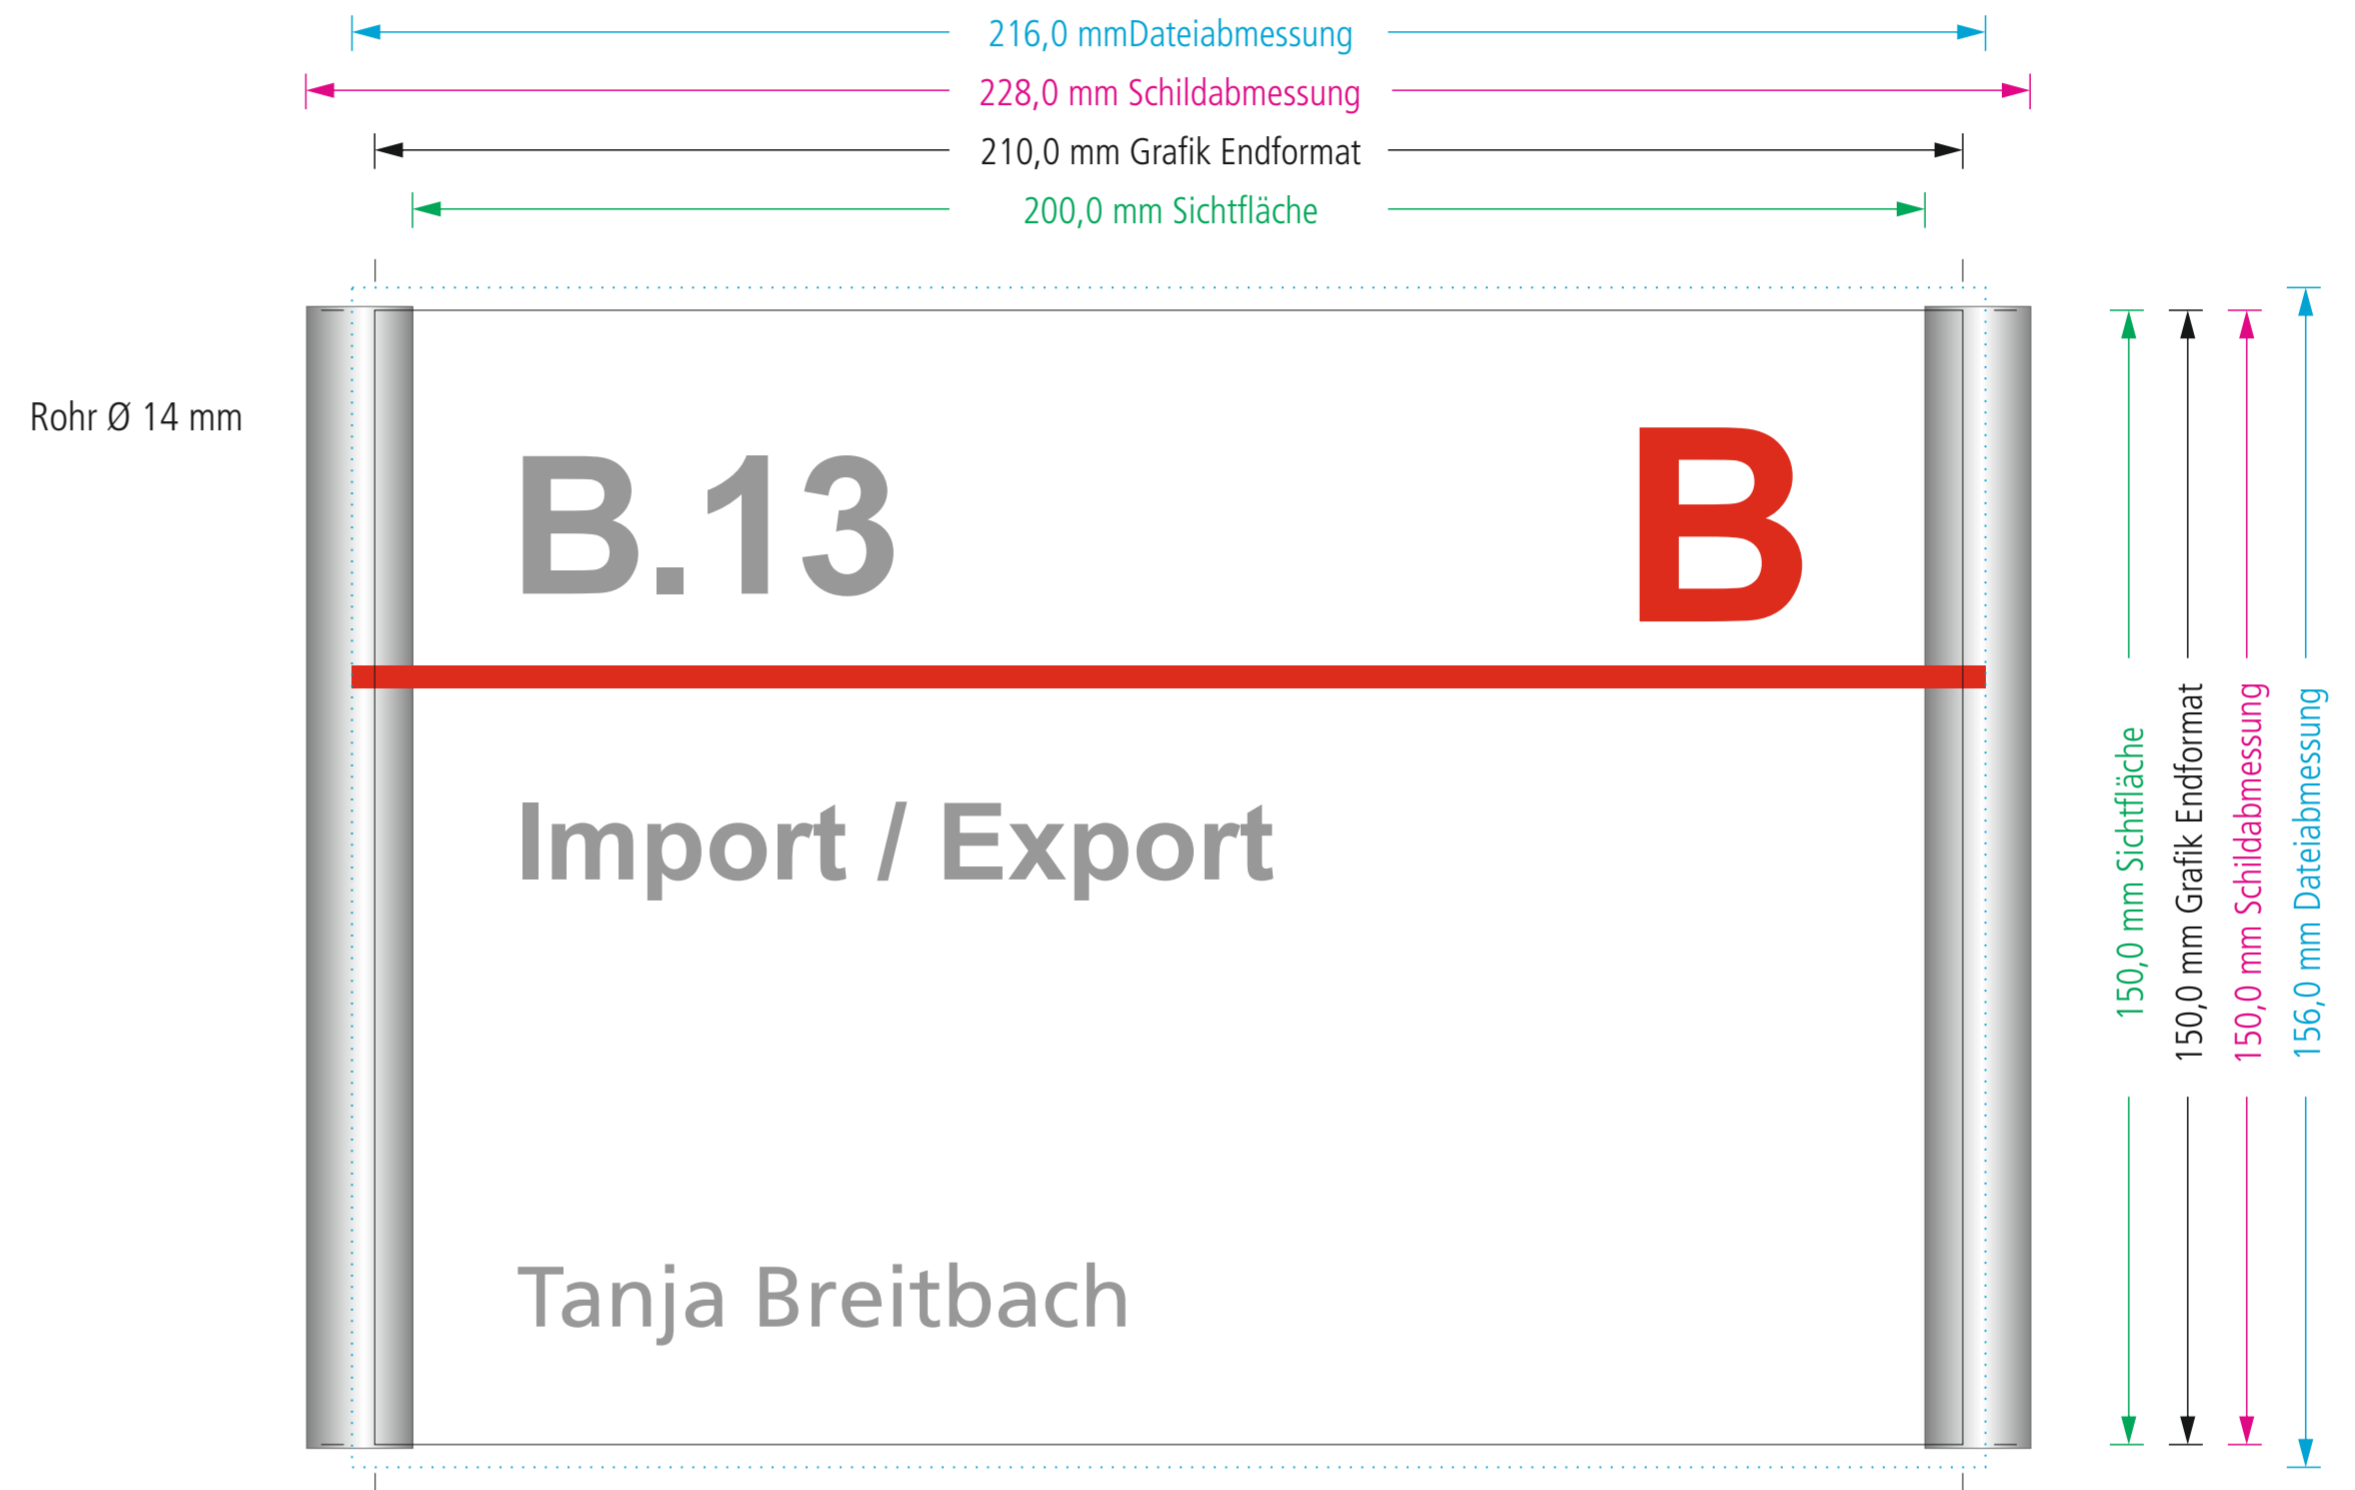 216,0 mmDateiabmessung
228,0 mm Schildabmessung
210,0 mm Grafik Endformat
200,0 mm Sichtfläche
Rohr Ø 14 mm
B.13
B
Import / Export
Tanja Breitbach
150,0 mm Sichtfläche
150,0 mm Grafik Endformat
150,0 mm Schildabmessung
156,0 mm Dateiabmessung